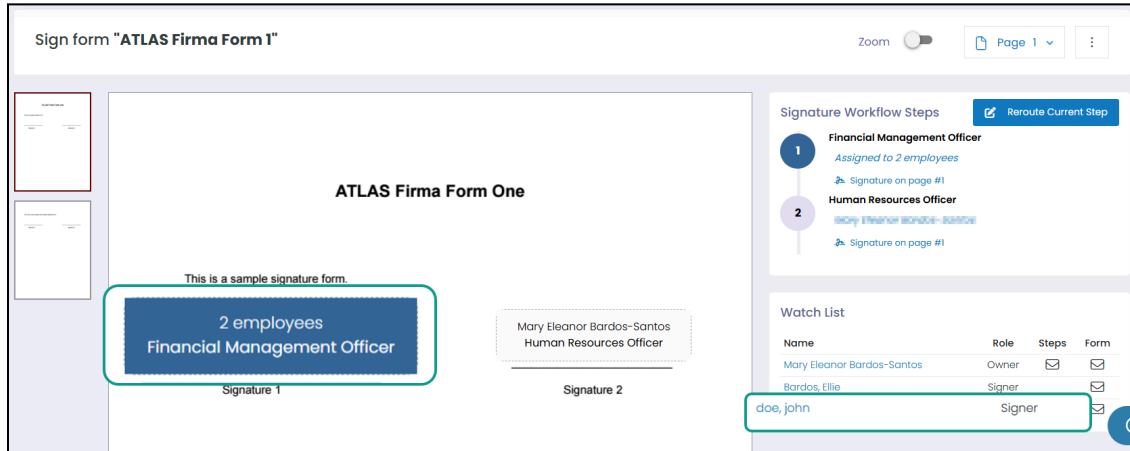 Sign form "ATLAS Firma Form 1"
Zoom
Page 1
ATLAS Firma Form One
This is a sample signature form.
2 employees
Financial Management Officer
Signature 1
Mary Eleanor Bardos-Santos
Human Resources Officer
Signature 2
Signature Workflow Steps
Reroute Current Step
1
Financial Management Officer
Assigned to 2 employees
Signature on page #1
2
Human Resources Officer
Signature on page #1
Watch List
Name Role Steps Form
Mary Eleanor Bardos-Santos Owner
Bardos, Ellie Signer
doe, john Signer